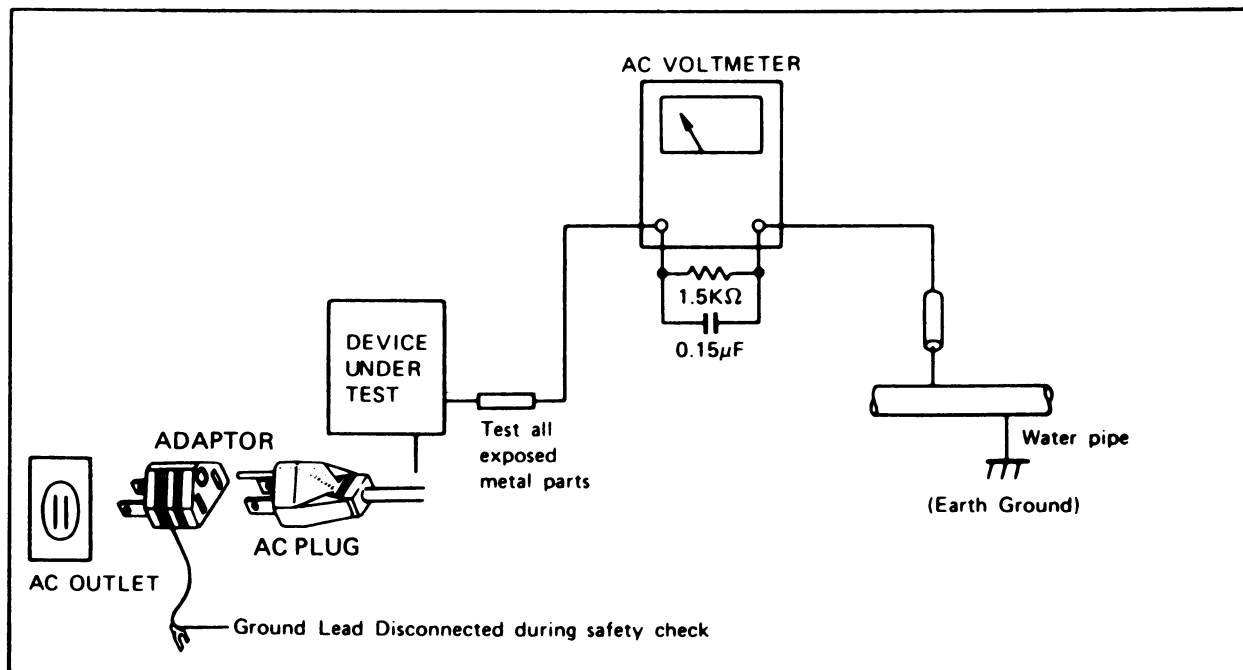 AC VOLTMETER
1.5KΩ
0.15μF
DEVICE
UNDER
TEST
Test all
exposed
metal parts
Water pipe
(Earth Ground)
ADAPTOR
AC PLUG
AC OUTLET
Ground Lead Disconnected during safety check